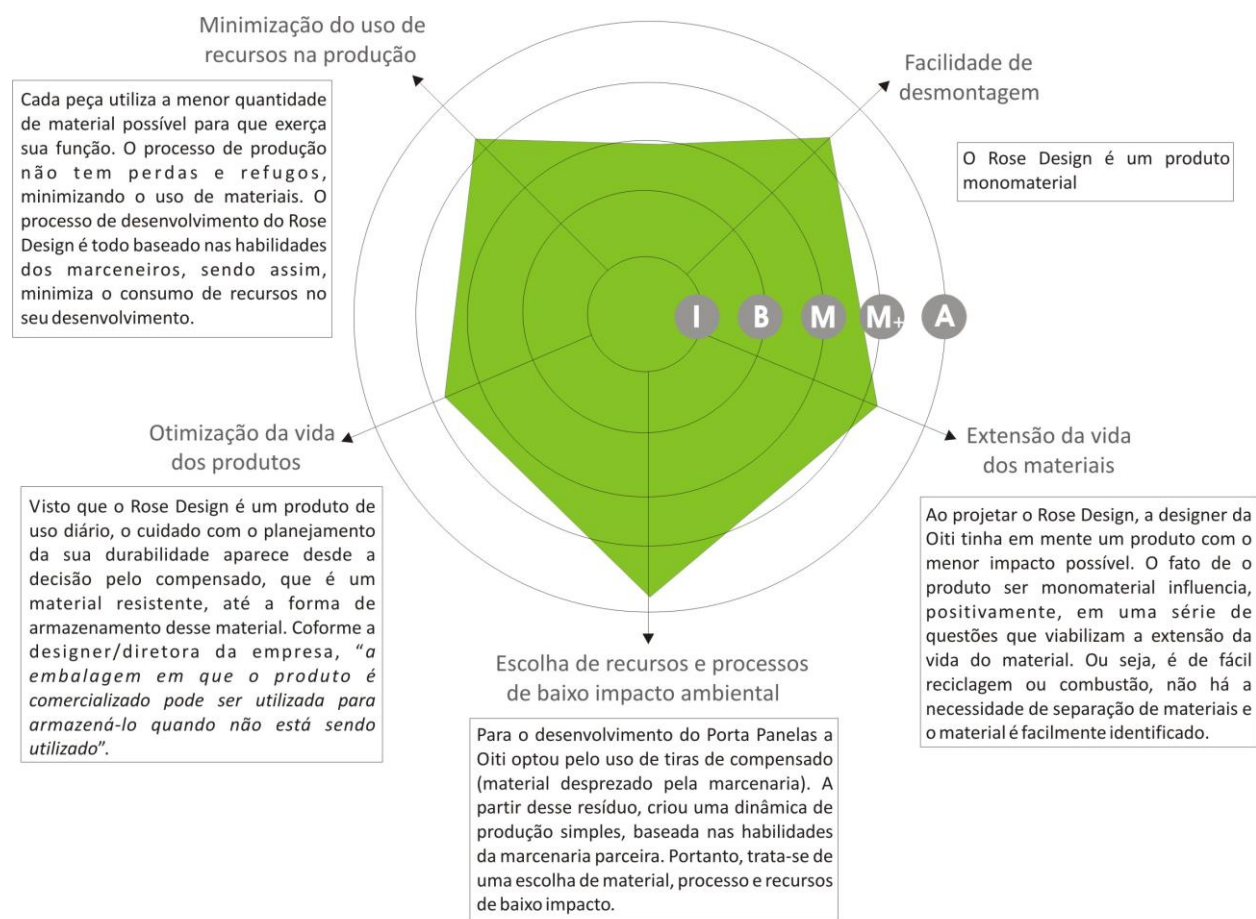 Minimização do uso de
recursos na produção
Cada peça utiliza a menor quantidade
de material possível para que exerça
sua função. O processo de produção
não tem perdas e refugos,
minimizando o uso de materiais. O
processo de desenvolvimento do Rose
Design é todo baseado nas habilidades
dos marceneiros, sendo assim,
minimiza o consumo de recursos no
seu desenvolvimento.
Facilidade de
desmontagem
O Rose Design é um produto
monomaterial
I B M M+ A
Otimização da vida
dos produtos
Visto que o Rose Design é um produto de
uso diário, o cuidado com o planejamento
da sua durabilidade aparece desde a
decisão pelo compensado, que é um
material resistente, até a forma de
armazenamento desse material. Coforme a
designer/diretora da empresa, “a
embalagem em que o produto é
comercializado pode ser utilizada para
armazená-lo quando não está sendo
utilizado”.
Escolha de recursos e processos
de baixo impacto ambiental
Para o desenvolvimento do Porta Panelas a
Oiti optou pelo uso de tiras de compensado
(material desprezado pela marcenaria). A
partir desse resíduo, criou uma dinâmica de
produção simples, baseada nas habilidades
da marcenaria parceira. Portanto, trata-se de
uma escolha de material, processo e recursos
de baixo impacto.
Extensão da vida
dos materiais
Ao projetar o Rose Design, a designer da
Oiti tinha em mente um produto com o
menor impacto possível. O fato de o
produto ser monomaterial influencia,
positivamente, em uma série de
questões que viabilizam a extensão da
vida do material. Ou seja, é de fácil
reciclagem ou combustão, não há a
necessidade de separação de materiais e
o material é facilmente identificado.